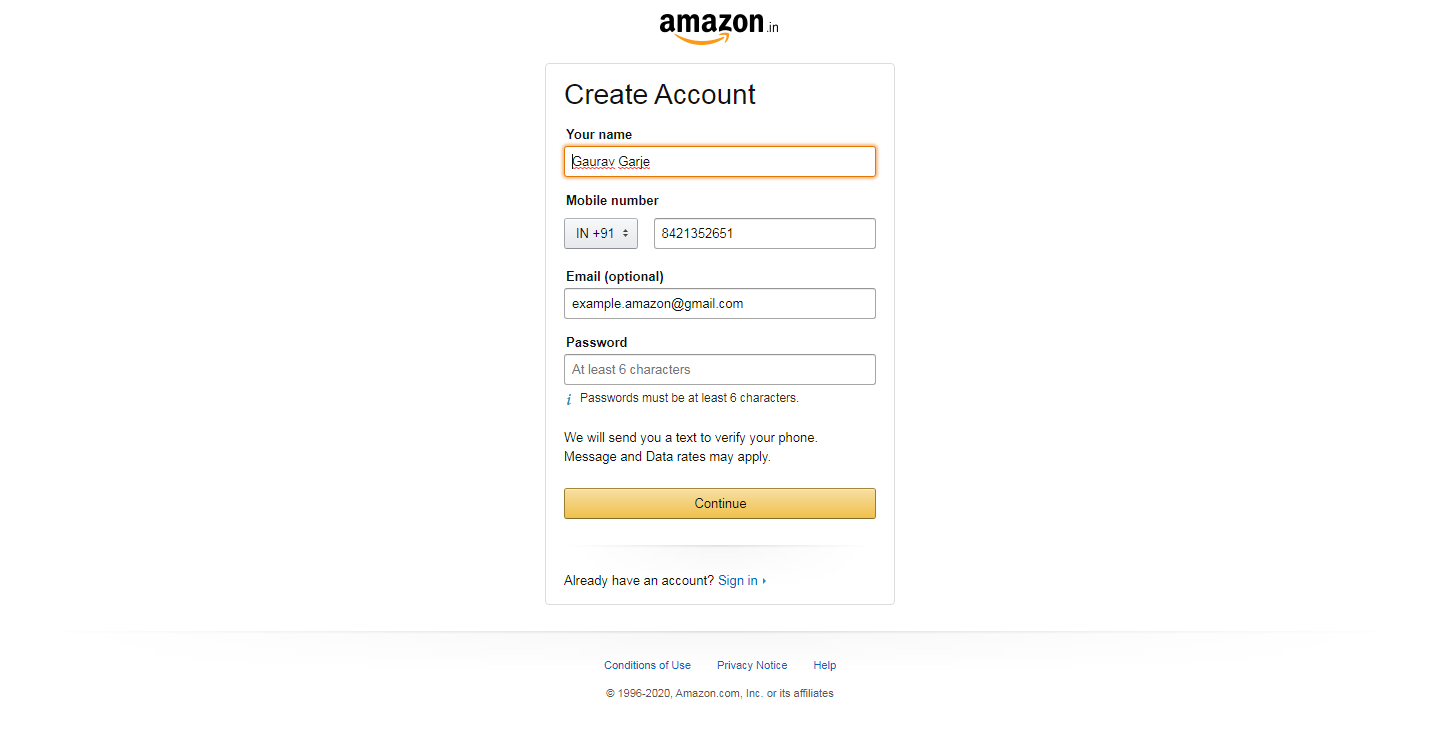 amazon.in
Create Account
Your name
Gaurav Garje
Mobile number
IN +91 8421352651
Email (optional)
example.amazon@gmail.com
Password
At least 6 characters
i Passwords must be at least 6 characters.
We will send you a text to verify your phone.
Message and Data rates may apply.
Continue
Already have an account? Sign in
Conditions of Use Privacy Notice Help
© 1996-2020, Amazon.com, Inc. or its affiliates